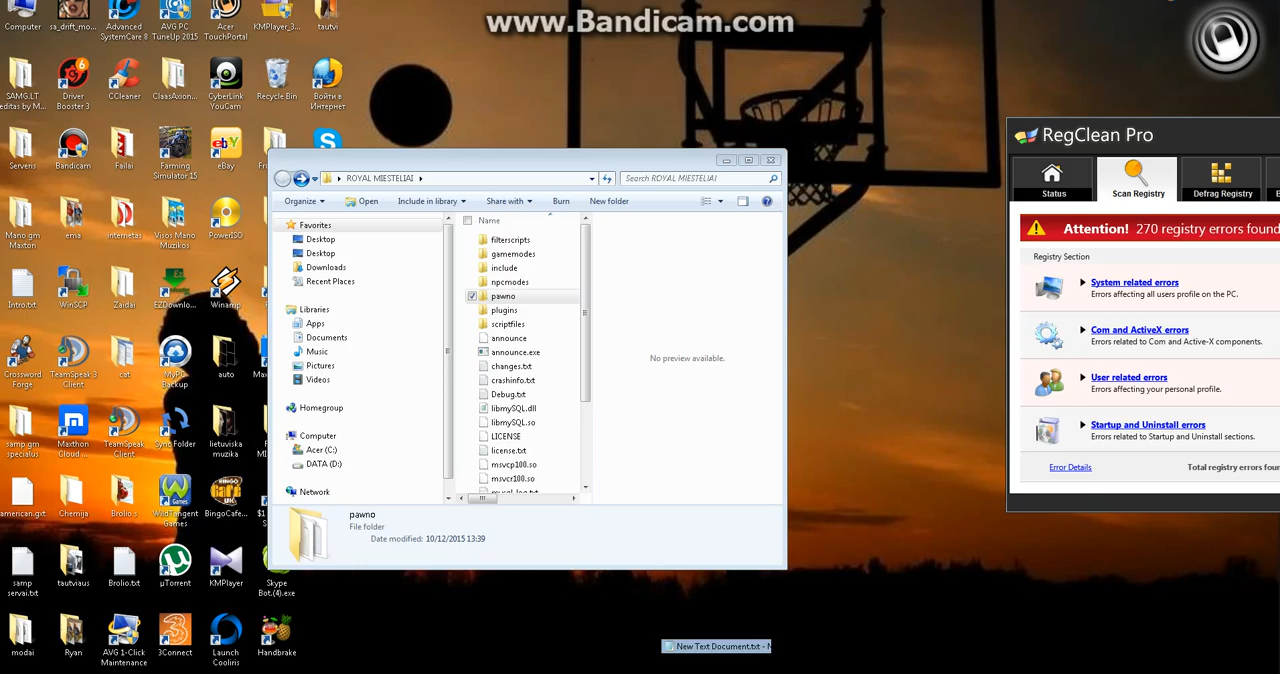 www.Bandicam.com
Computer
sa_drift_mo...
Advanced
SystemCare 8
AVG PC
TuneUp 2015
Acer
TouchPortal
KMPlayer_3...
tautvi
SAMG.LT
editas by M...
Driver
Booster 3
CCleaner
ClaasAxion...
CyberLink
YouCam
Recycle Bin
Войти в
Интернет
Serveris
Bandicam
Failai
Farming
Simulator 15
eBay
Mano gm
Maxton
ema
internetas
Visos Mano
Muzikos
PowerISO
Intro.txt
WinSCP
Zaidai
EZDownlo...
Winamp
Crossword
Forge
TeamSpeak 3
Client
cat
MyPC
Backup
auto
samp gm
specialus
Maxthon
Cloud ...
TeamSpeak
Client
Sync Folder
lietuviska
muzika
american.gxt
Chemija
Brolio s
WildTangent
Games
BingoCafe...
samp
servai.txt
tautviaus
Brolio.txt
µTorrent
KMPlayer
Skype
Bot.(4).exe
modai
Ryan
AVG 1-Click
Maintenance
3Connect
Launch
Cooliris
Handbrake
ROYAL MIESTELIAI
Search ROYAL MIESTELIAI
Organize
Open
Include in library
Share with
Burn
New folder
Favorites
Desktop
Desktop
Downloads
Recent Places
Libraries
Apps
Documents
Music
Pictures
Videos
Homegroup
Computer
Acer (C:)
DATA (D:)
Network
Name
filterscripts
gamemodes
include
npcmodes
pawno
plugins
scriptfiles
announce
announce.exe
changes.txt
crashinfo.txt
Debug.txt
libmySQL.dll
libmySQL.so
LICENSE
license.txt
msvcp100.so
msvcr100.so
No preview available.
pawno
File folder
Date modified: 10/12/2015 13:39
New Text Document.txt - N
RegClean Pro
Status
Scan Registry
Defrag Registry
Attention! 270 registry errors found
Registry Section
System related errors
Errors affecting all users profile on the PC.
Com and ActiveX errors
Errors related to Com and Active-X components.
User related errors
Errors affecting your personal profile.
Startup and Uninstall errors
Errors related to Startup and Uninstall sections.
Error Details
Total registry errors foun